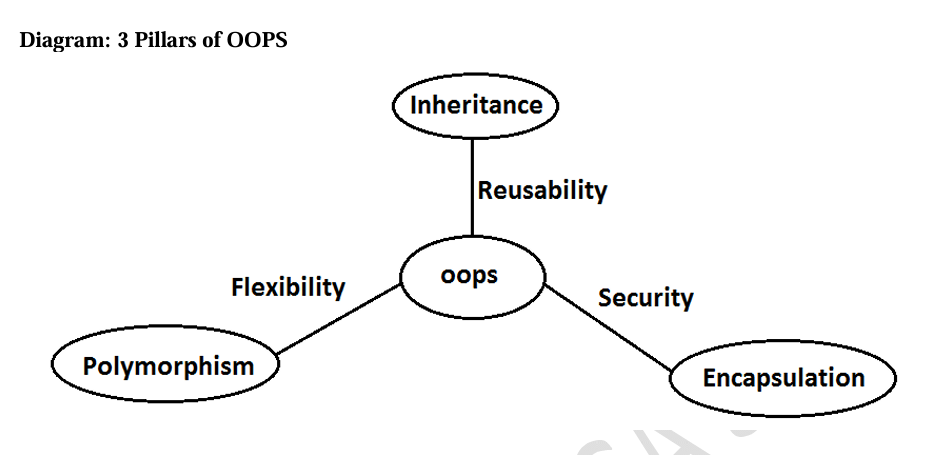 Diagram: 3 Pillars of OOPS
Inheritance
Reusability
oops
Flexibility
Security
Polymorphism
Encapsulation